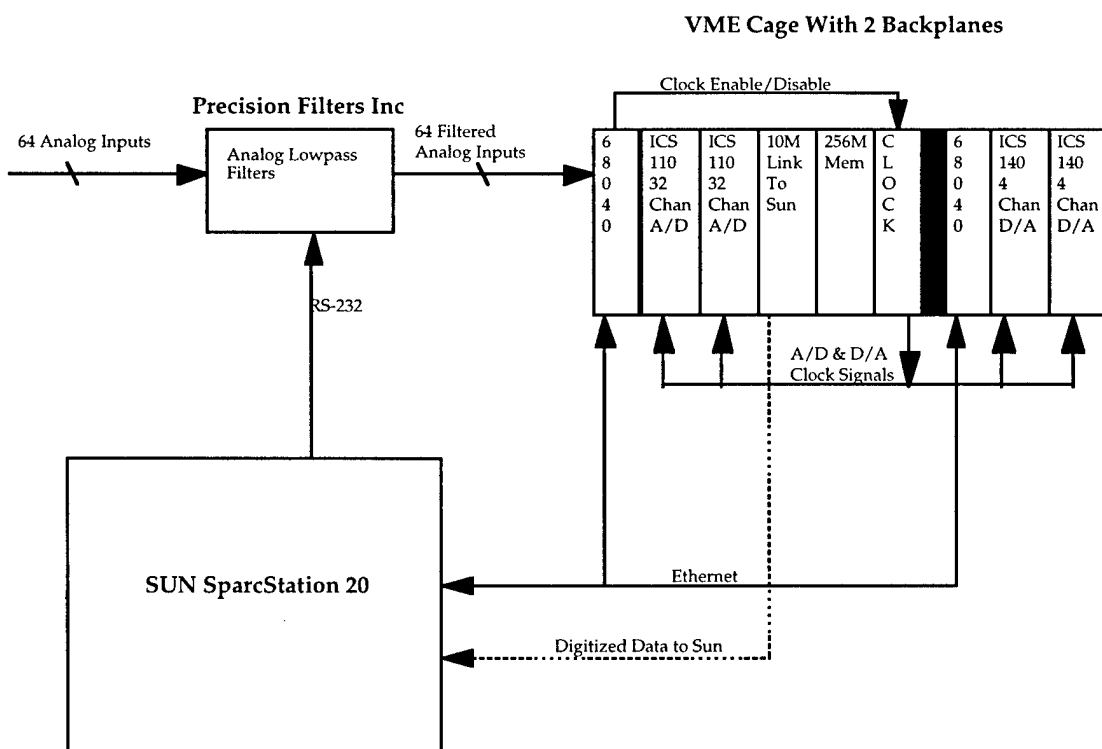 VME Cage With 2 Backplanes
Clock Enable/Disable
Precision Filters Inc
64 Analog Inputs
Analog Lowpass
Filters
64 Filtered
Analog Inputs
6
8
0
4
0
ICS
110
32
Chan
A/D
ICS
110
32
Chan
A/D
10M
Link
To
Sun
256M
Mem
C
L
O
C
K
6
8
0
4
0
ICS
140
4
Chan
D/A
ICS
140
4
Chan
D/A
RS-232
A/D & D/A
Clock Signals
SUN SparcStation 20
Ethernet
Digitized Data to Sun